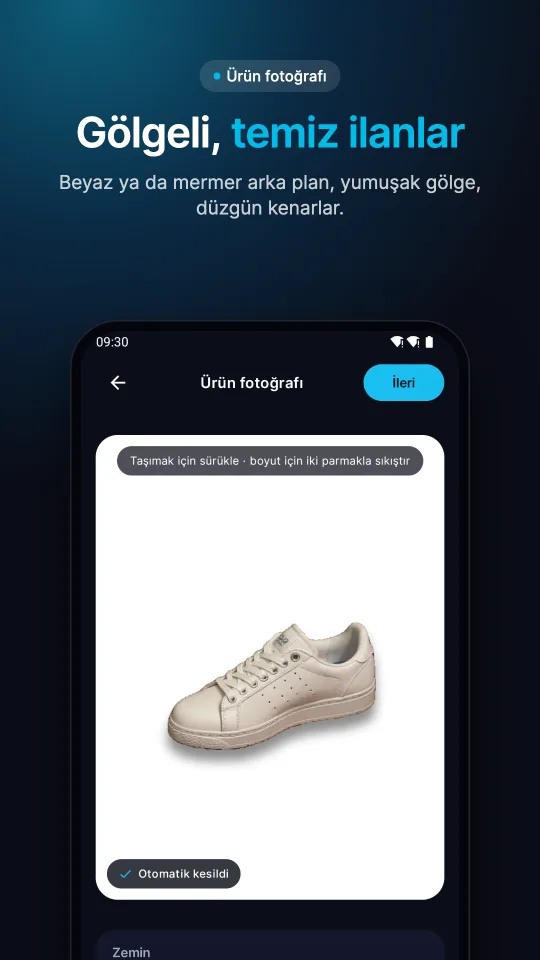 Ürün fotoğrafı
Gölgeli, temiz ilanlar
Beyaz ya da mermer arka plan, yumuşak gölge,
düzgün kenarlar.
09:30
Ürün fotoğrafı
İleri
Taşımak için sürükle · boyut için iki parmakla sıkıştır
Otomatik kesildi
Zemin